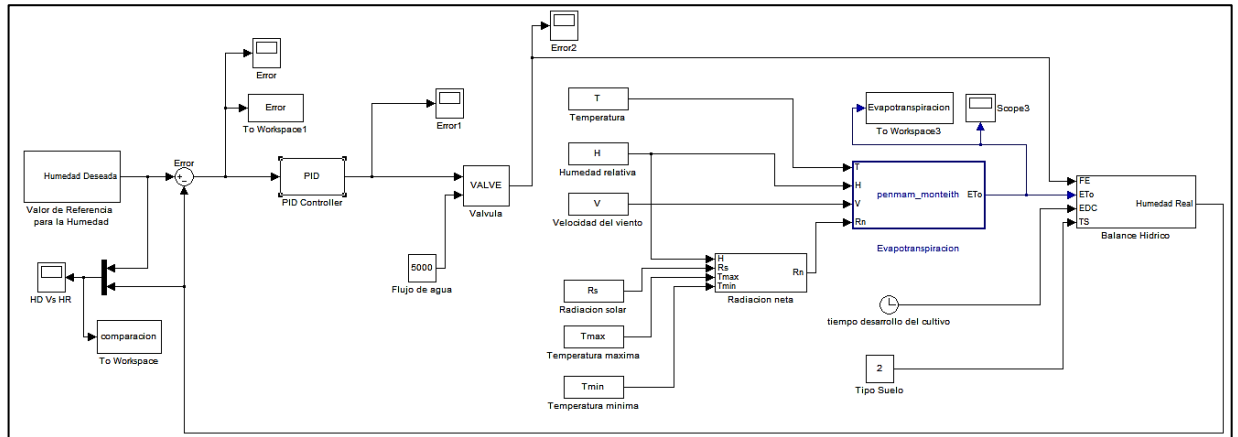 Error2
Error
Error
To Workspace1
Error1
Humedad Deseada
Valor de Referencia
para la Humedad
Error
PID
PID Controller
VALVE
Valvula
5000
Flujo de agua
HD Vs HR
comparacion
To Workspace
T
Temperatura
H
Humedad relativa
V
Velocidad del viento
Rs
Radiacion solar
Tmax
Temperatura maxima
Tmin
Temperatura minima
H
Rs
Tmax
Tmin
Rn
Radiacion neta
Evapotranspiracion
To Workspace3
Scope3
T
H
V
Rn
penmam_monteith
ETo
Evapotranspiracion
tiempo desarrollo del cultivo
2
Tipo Suelo
FE
ETo
EDC
TS
Humedad Real
Balance Hidrico